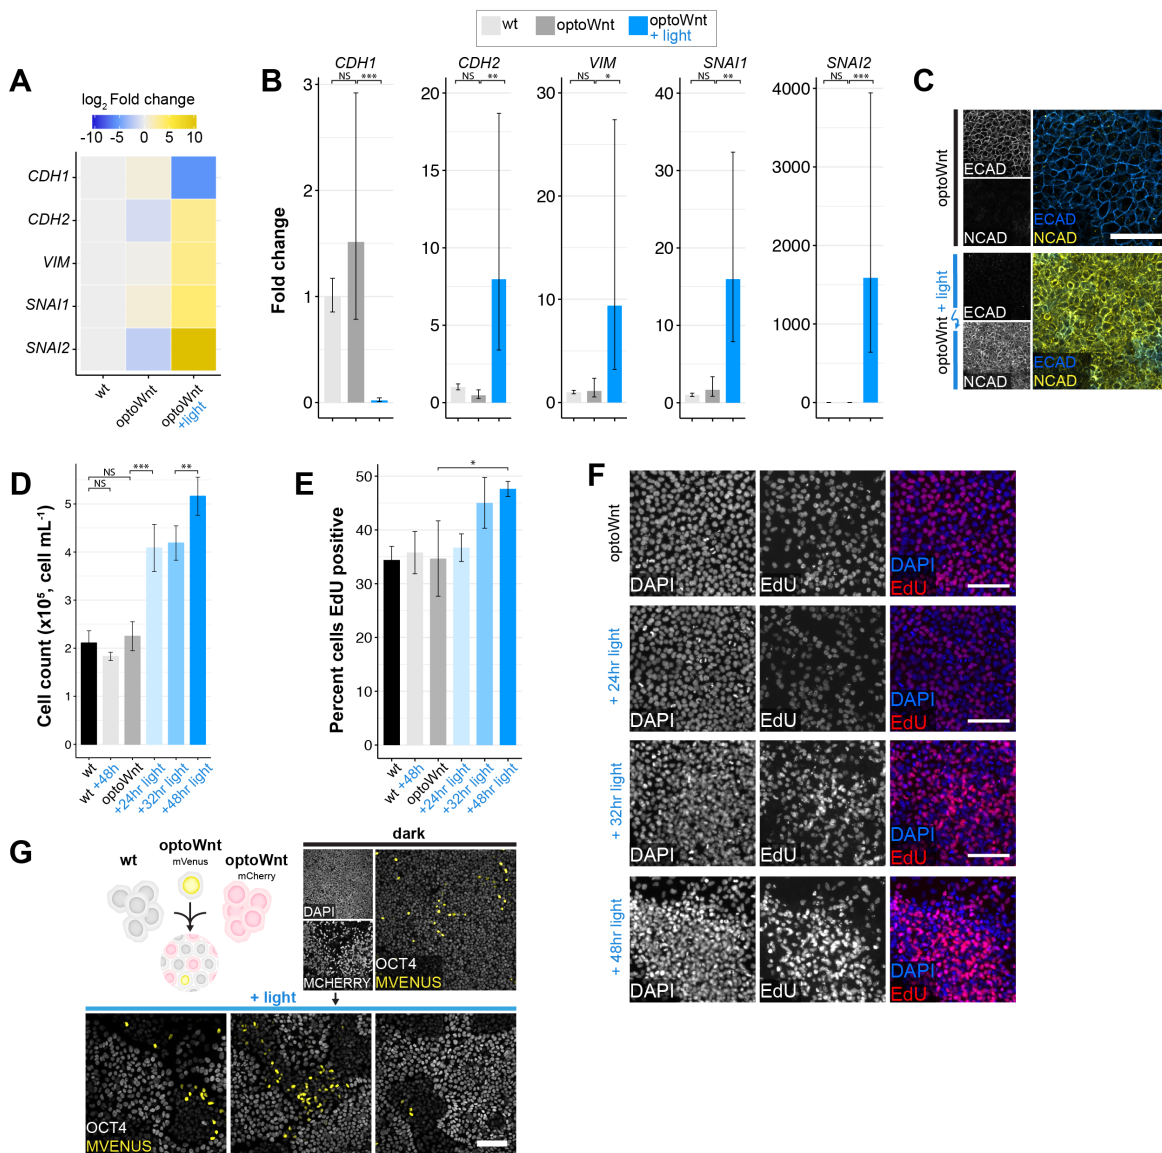 wt
optoWnt
optoWnt
+ light
A
log2 Fold change
-10 -5 0 5 10
CDH1
CDH2
VIM
SNAI1
SNAI2
wt
optoWnt
optoWnt
+light
B
Fold change
CDH1
NS ***
3
2
1
0
CDH2
NS **
20
15
10
5
0
VIM
NS *
30
20
10
0
SNAI1
NS **
40
30
20
10
0
SNAI2
NS ***
4000
3000
2000
1000
0
C
optoWnt
ECAD
NCAD
ECAD
NCAD
optoWnt + light
ECAD
NCAD
ECAD
NCAD
D
Cell count (x10⁵, cell mL⁻¹)
NS
NS
***
**
5
4
3
2
1
0
wt
wt +48h
optoWnt
+24hr light
+32hr light
+48hr light
E
Percent cells EdU positive
*
50
40
30
20
10
0
wt
wt +48h
optoWnt
+24hr light
+32hr light
+48hr light
F
optoWnt
DAPI
EdU
DAPI
EdU
+ 24hr light
DAPI
EdU
DAPI
EdU
+ 32hr light
DAPI
EdU
DAPI
EdU
+ 48hr light
DAPI
EdU
DAPI
EdU
G
wt
optoWnt
mVenus
optoWnt
mCherry
dark
DAPI
MCHERRY
OCT4
MVENUS
+ light
OCT4
MVENUS